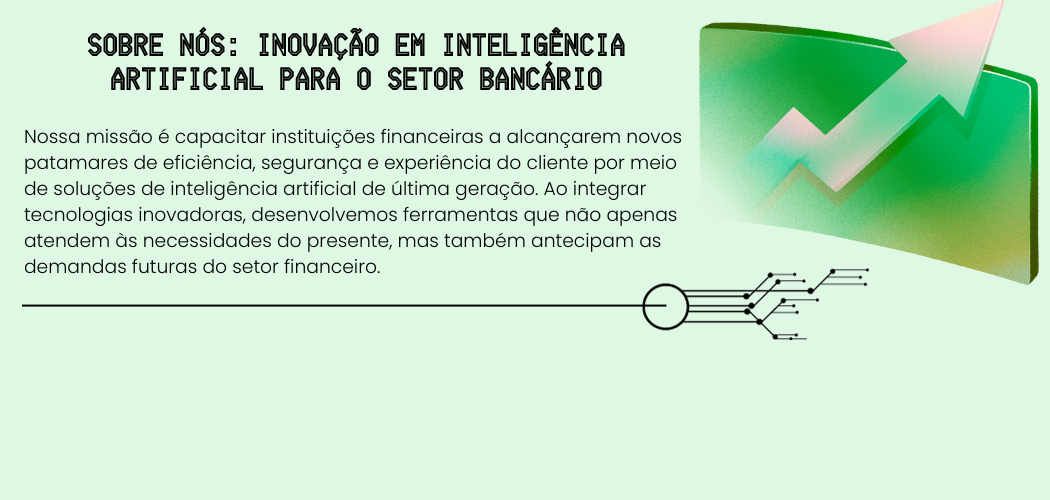 SOBRE NÓS: INOVAÇÃO EM INTELIGÊNCIA
ARTIFICIAL PARA O SETOR BANCÁRIO
Nossa missão é capacitar instituições financeiras a alcançarem novos
patamares de eficiência, segurança e experiência do cliente por meio
de soluções de inteligência artificial de última geração. Ao integrar
tecnologias inovadoras, desenvolvemos ferramentas que não apenas
atendem às necessidades do presente, mas também antecipam as
demandas futuras do setor financeiro.